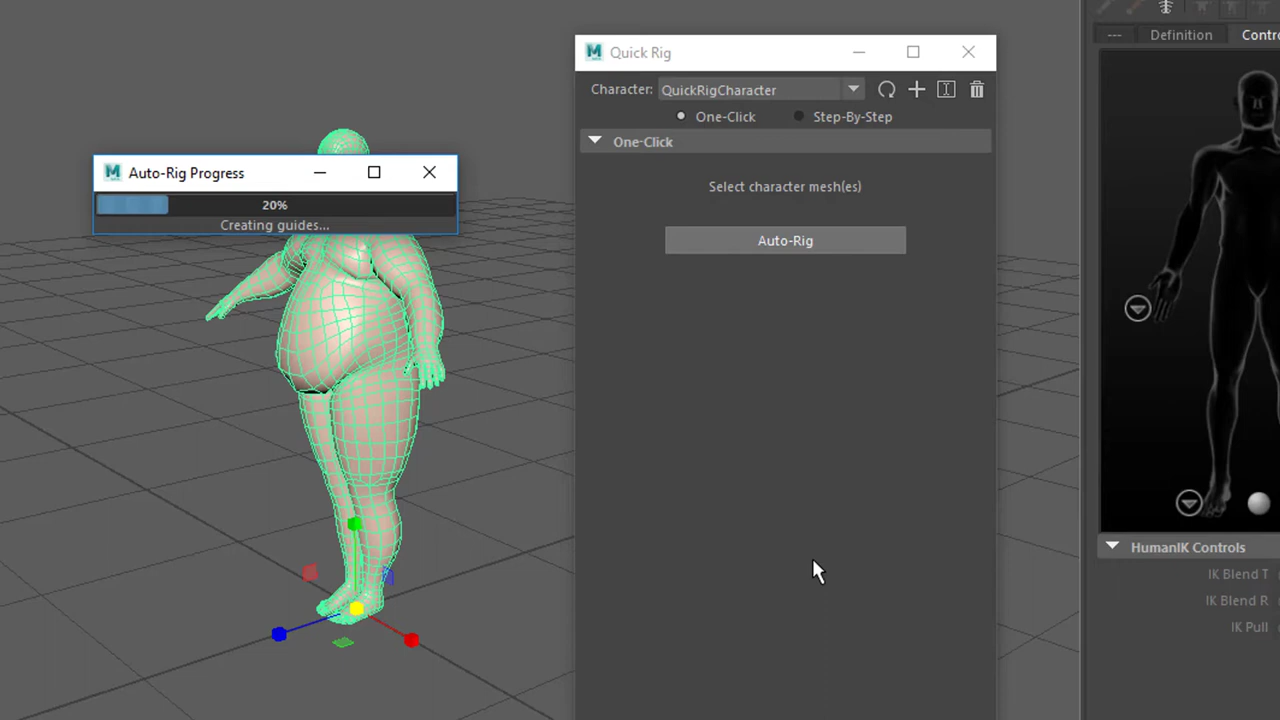 Quick Rig
--- Definition
Character: QuickRigCharacter
One-Click Step-By-Step
One-Click
Auto-Rig Progress
Select character mesh(es)
20%
Creating guides...
Auto-Rig
HumanIK Controls
IK Blend T
IK Blend R
IK Pull